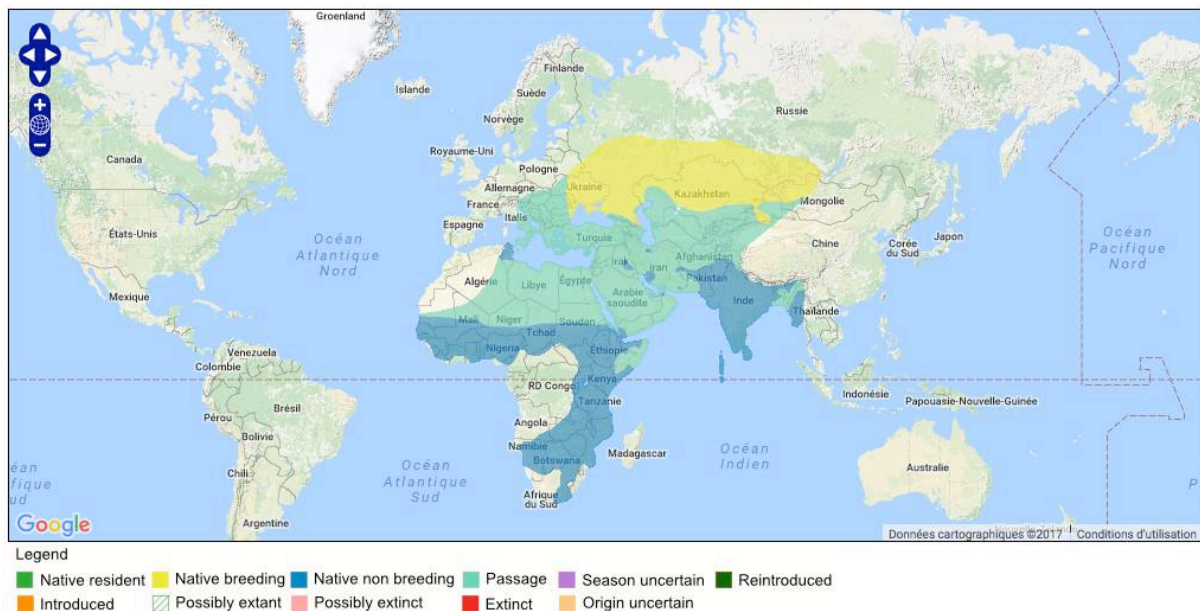 Groenland
Finlande
Islande
Suède
Russie
Norvège
Canada
Royaume-Uni
Pologne
Allemagne
Ukraine
Kazakhstan
France
Mongolie
Italie
États-Unis
Espagne
Turquie
Japon
Océan
Atlantique
Nord
Chine
Corée
du Sud
Océan
Pacifique
Nord
Afghanistan
Irak
Iran
Algérie
Libye
Égypte
Pakistan
Mexique
Arabie
saoudite
Inde
Mali
Niger
Soudan
Thaïlande
Tchad
Venezuela
Nigeria
Éthiopie
Colombie
Kenya
RD Congo
Indonésie
Papouasie-Nouvelle-Guinée
Tanzanie
Pérou
Brésil
Angola
Bolivie
Namibie
Madagascar
Océan
Indien
Botswana
Chili
Océan
Atlantique
Sud
Australie
Afrique
du Sud
Argentine
Google
Données cartographiques ©2017
Conditions d'utilisation
Legend
Native resident Native breeding Native non breeding Passage Season uncertain Reintroduced
Introduced Possibly extant Possibly extinct Extinct Origin uncertain